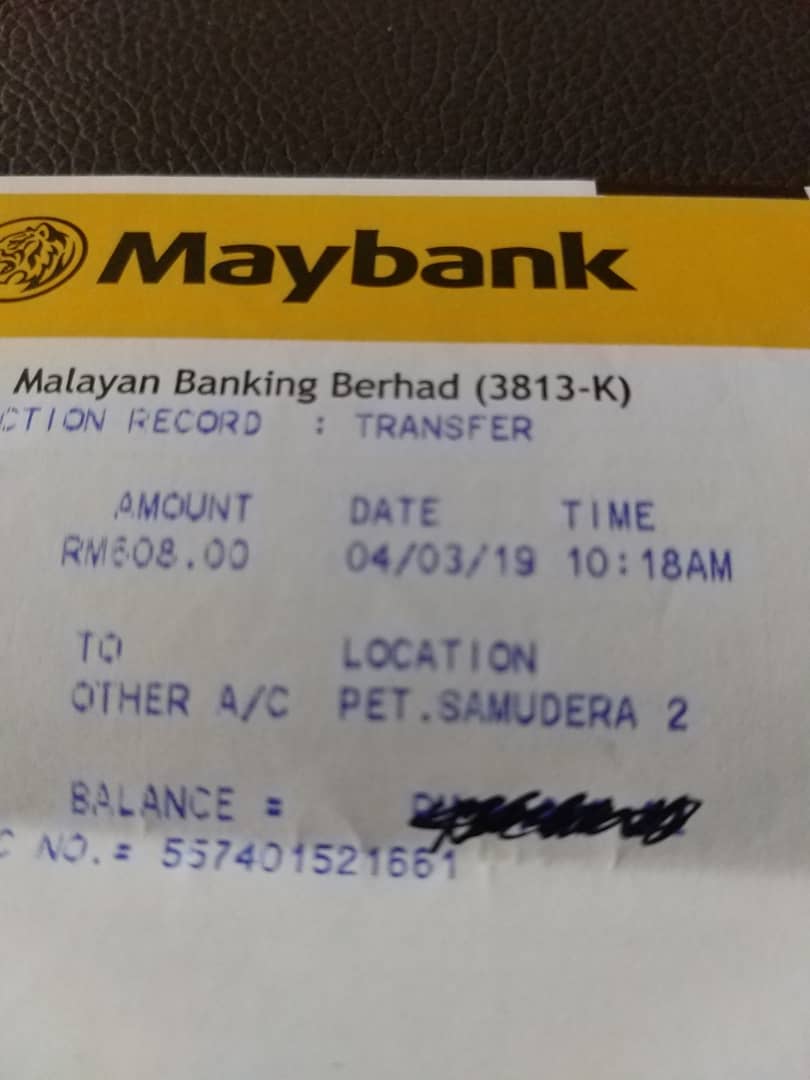 Maybank
Malayan Banking Berhad (3813-K)
CTION RECORD : TRANSFER
AMOUNT DATE TIME
RM608.00 04/03/19 10:18AM
TO LOCATION
OTHER A/C PET.SAMUDERA 2
BALANCE =
C NO.= 557401521661